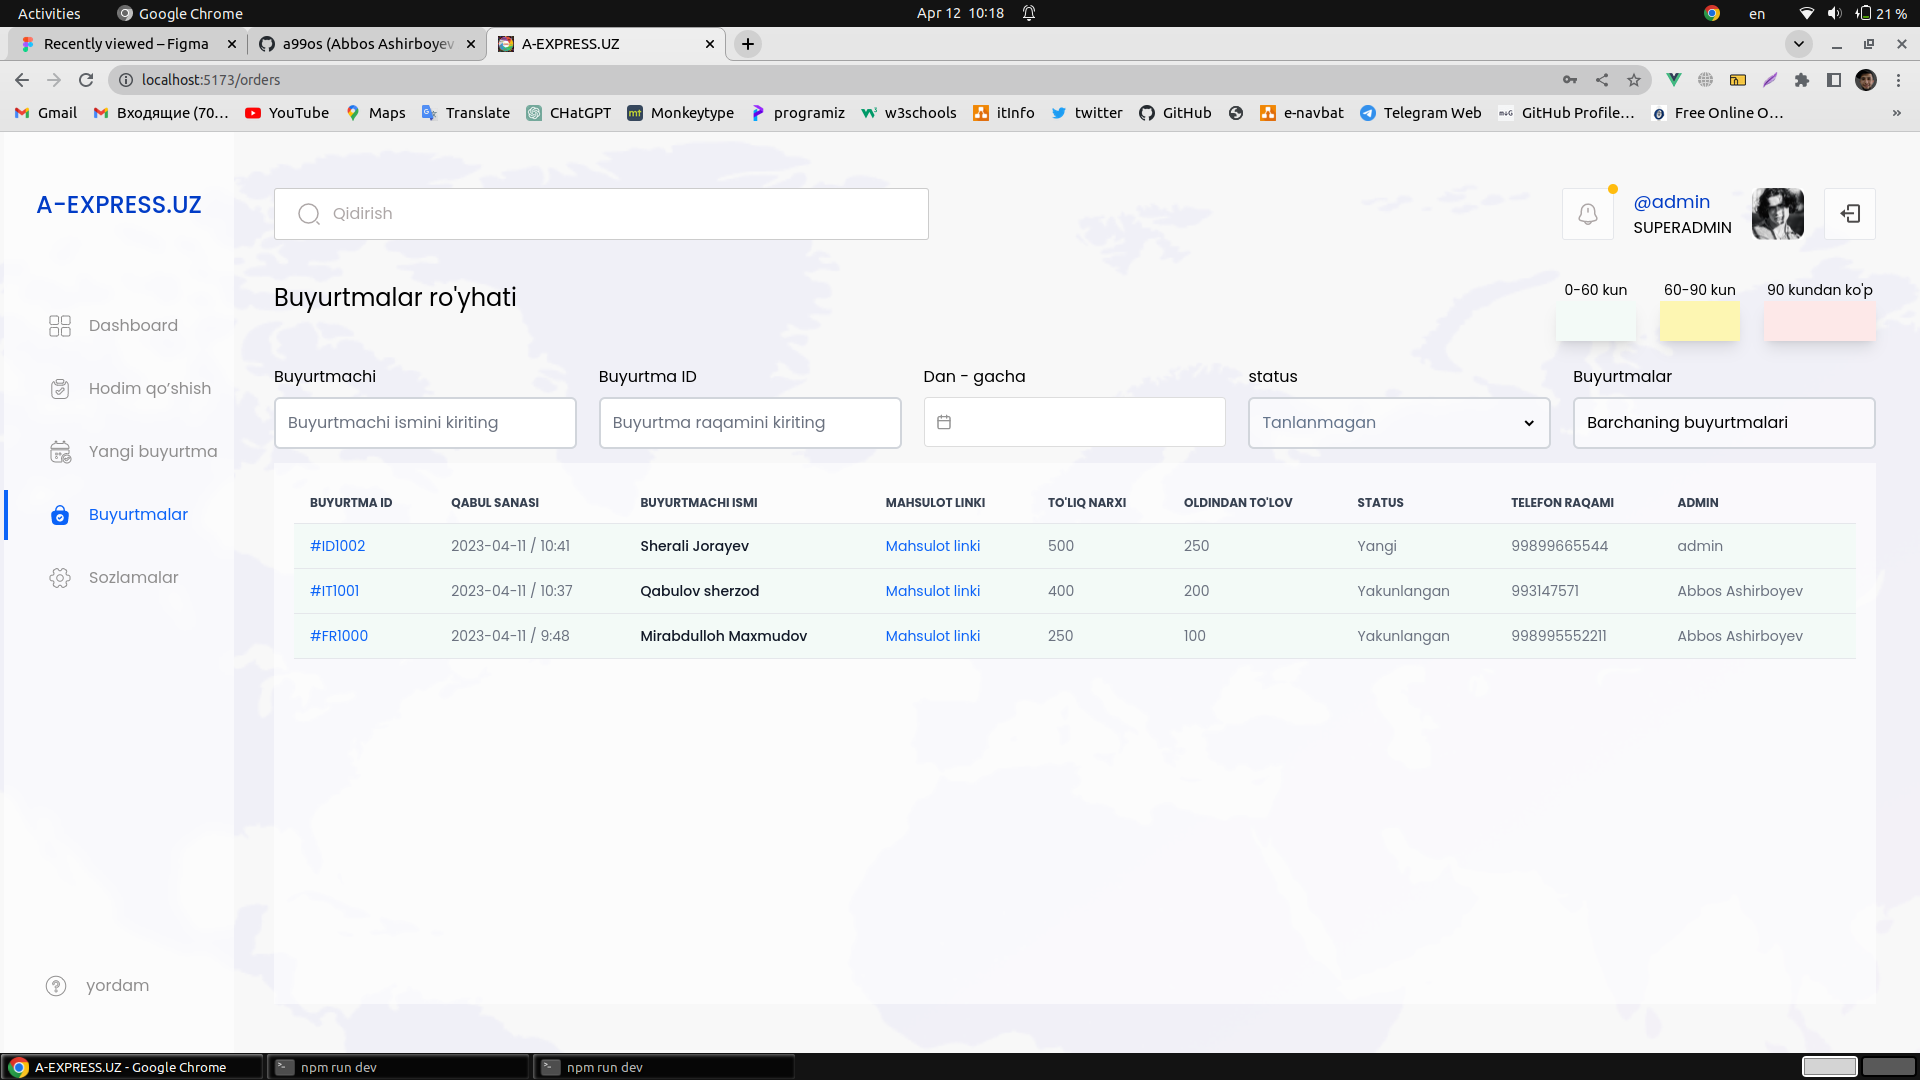 Activities Google Chrome Apr 12 10:18 en 21 %
Recently viewed – Figma a99os (Abbos Ashirboyev A-EXPRESS.UZ
localhost:5173/orders
Gmail Входящие (70... YouTube Maps Translate CHatGPT Monkeytype programiz w3schools itInfo twitter GitHub e-navbat Telegram Web GitHub Profile... Free Online O... »
A-EXPRESS.UZ
Qidirish
@admin
SUPERADMIN
Buyurtmalar ro'yhati
0-60 kun 60-90 kun 90 kundan ko'p
Dashboard
Hodim qo‘shish
Yangi buyurtma
Buyurtmalar
Sozlamalar
yordam
Buyurtmachi Buyurtma ID Dan - gacha status Buyurtmalar
Buyurtmachi ismini kiriting Buyurtma raqamini kiriting Tanlanmagan Barchaning buyurtmalari
BUYURTMA ID QABUL SANASI BUYURTMACHI ISMI MAHSULOT LINKI TO'LIQ NARXI OLDINDAN TO'LOV STATUS TELEFON RAQAMI ADMIN
#ID1002 2023-04-11 / 10:41 Sherali Jorayev Mahsulot linki 500 250 Yangi 99899665544 admin
#IT1001 2023-04-11 / 10:37 Qabulov sherzod Mahsulot linki 400 200 Yakunlangan 993147571 Abbos Ashirboyev
#FR1000 2023-04-11 / 9:48 Mirabdulloh Maxmudov Mahsulot linki 250 100 Yakunlangan 998995552211 Abbos Ashirboyev
A-EXPRESS.UZ - Google Chrome npm run dev npm run dev